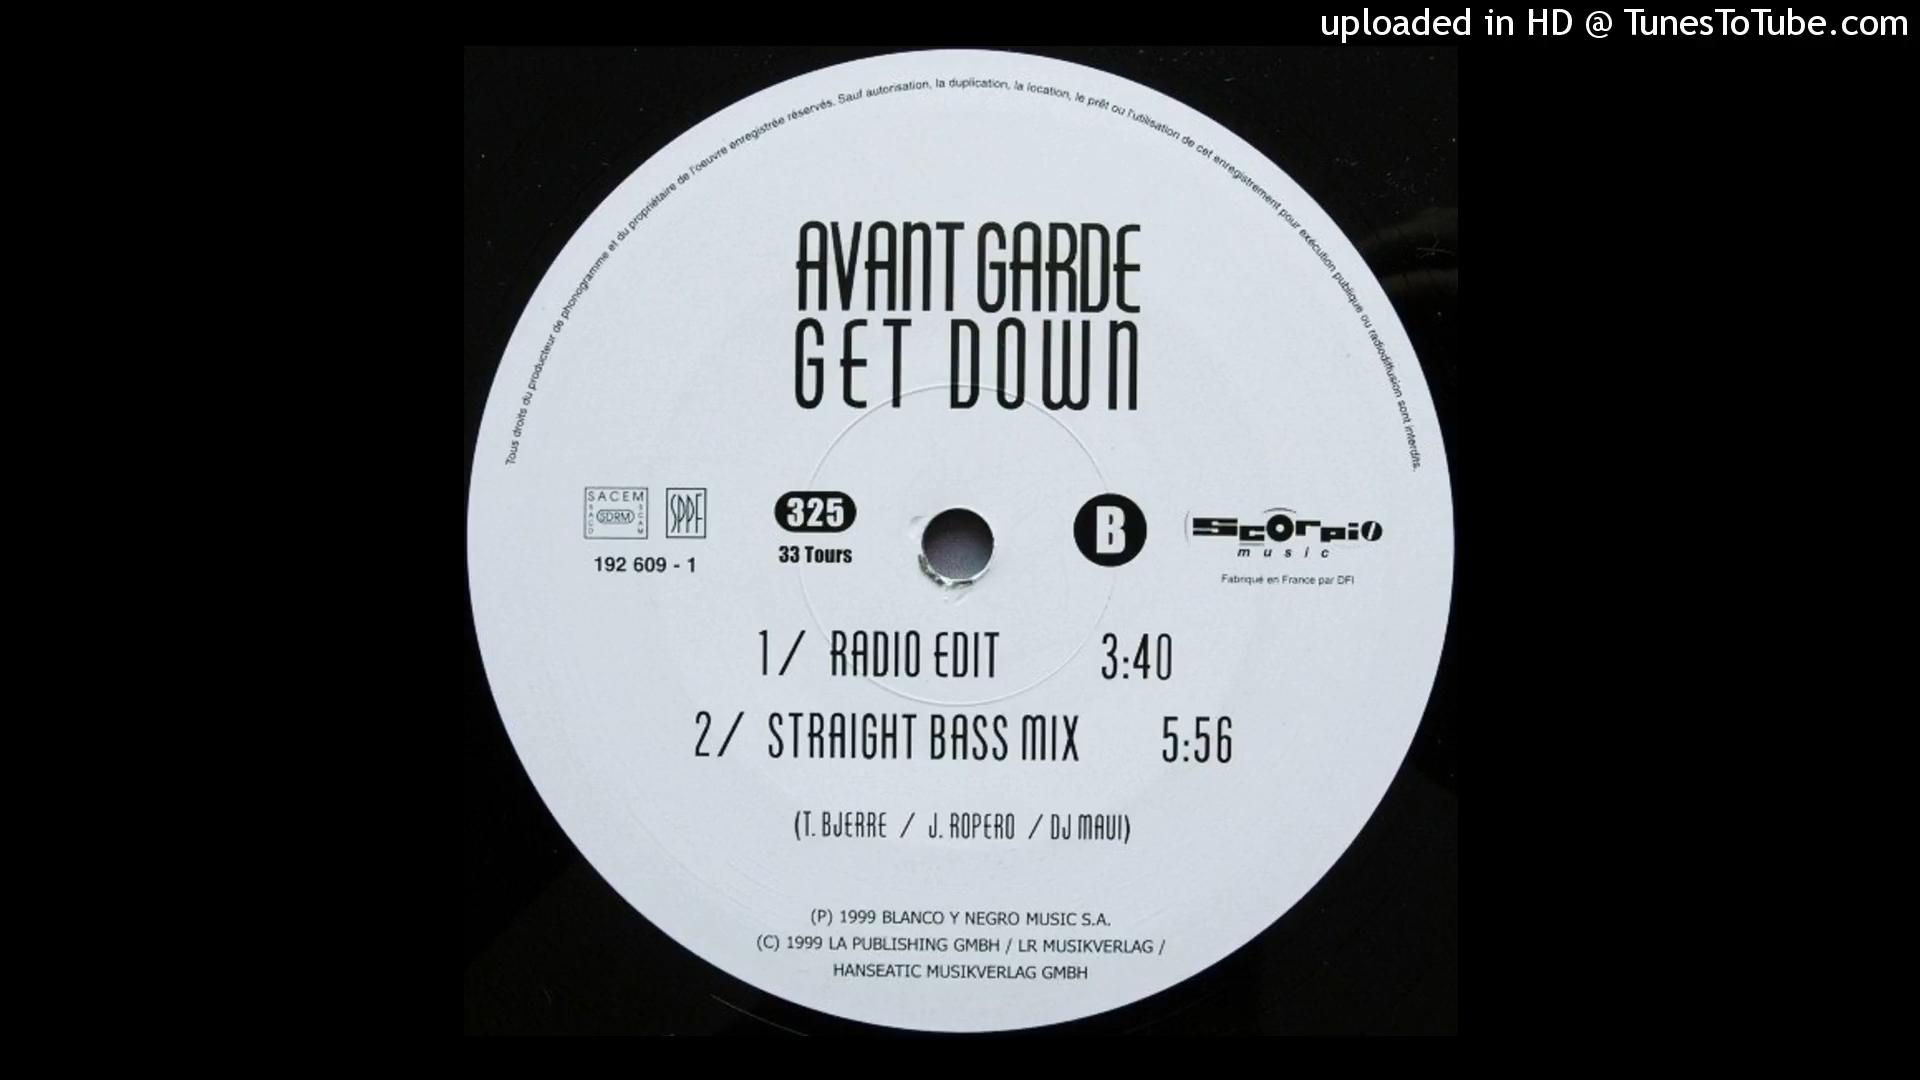 uploaded in HD @ TunesToTube.com
Tous droits du producteur de phonogramme et du propriétaire de l'oeuvre enregistrée réservés. Sauf autorisation, la duplication, la location, le prêt ou l'utilisation de cet enregistrement pour exécution publique ou radiodiffusion sont interdits.
AVANT GARDE
GET DOWN
SACEM
SACD
SDRM
SCAM
SPPF
192 609 - 1
325
33 Tours
B
Scorpio
music
Fabriqué en France par DFI
1/ RADIO EDIT 3:40
2/ STRAIGHT BASS MIX 5:56
(T. BJERRE / J. ROPERO / DJ MAUI)
(P) 1999 BLANCO Y NEGRO MUSIC S.A.
(C) 1999 LA PUBLISHING GMBH / LR MUSIKVERLAG /
HANSEATIC MUSIKVERLAG GMBH